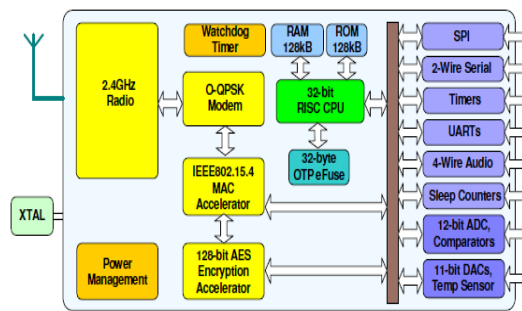 2.4GHz
Radio
Watchdog
Timer
RAM
128kB
ROM
128kB
O-QPSK
Modem
32-bit
RISC CPU
32-byte
OTP eFuse
IEEE802.15.4
MAC
Accelerator
128-bit AES
Encryption
Accelerator
XTAL
Power
Management
SPI
2-Wire Serial
Timers
UARTs
4-Wire Audio
Sleep Counters
12-bit ADC,
Comparators
11-bit DACs,
Temp Sensor